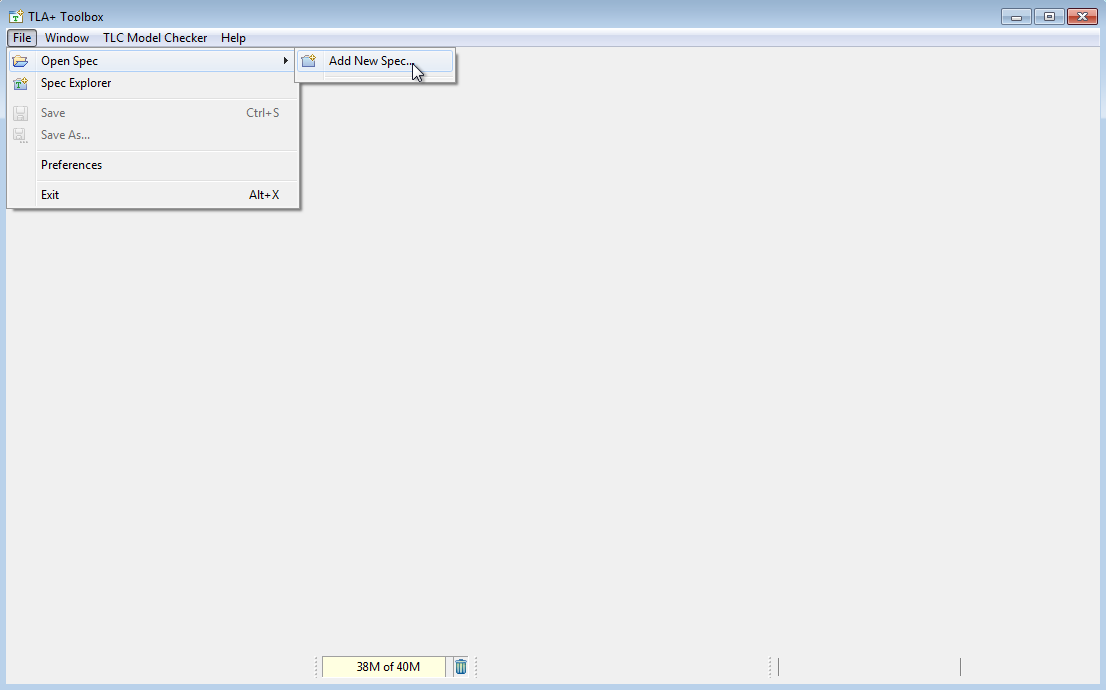 TLA+ Toolbox
File Window TLC Model Checker Help
Open Spec Add New Spec...
Spec Explorer
Save Ctrl+S
Save As...
Preferences
Exit Alt+X
38M of 40M